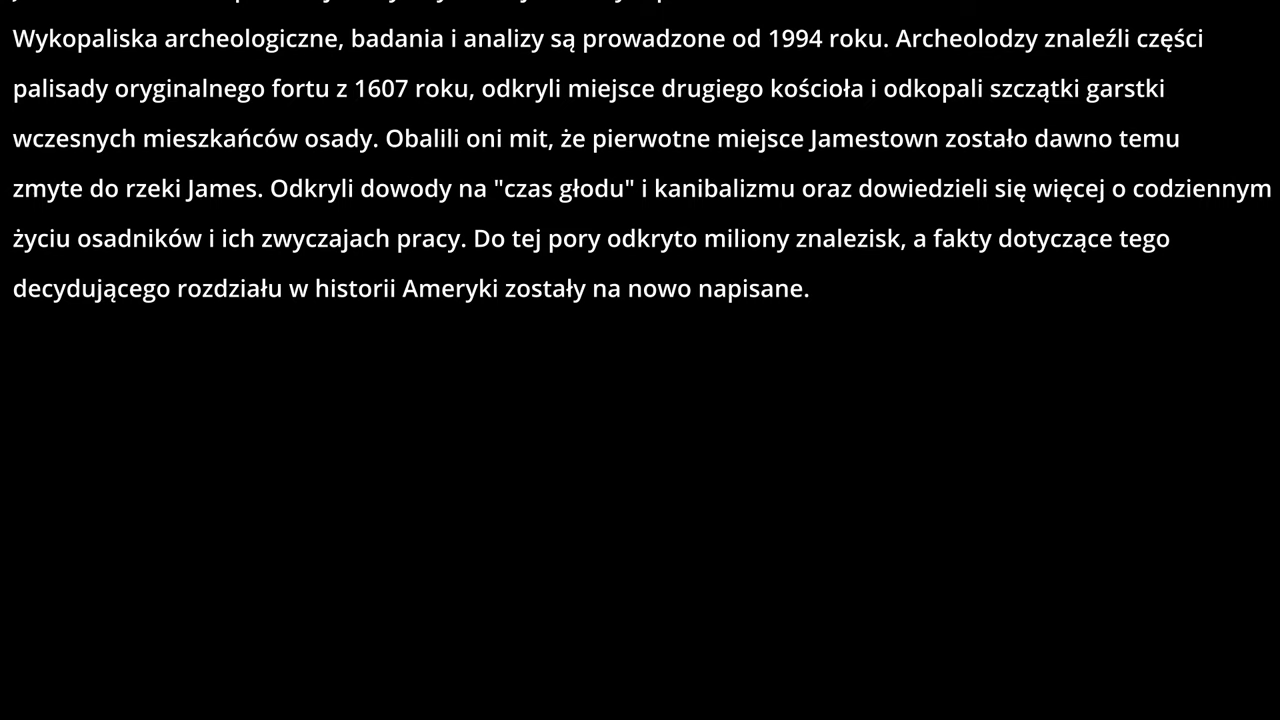 Wykopaliska archeologiczne, badania i analizy są prowadzone od 1994 roku. Archeolodzy znaleźli części
palisady oryginalnego fortu z 1607 roku, odkryli miejsce drugiego kościoła i odkopali szczątki garstki
wczesnych mieszkańców osady. Obalili oni mit, że pierwotne miejsce Jamestown zostało dawno temu
zmyte do rzeki James. Odkryli dowody na "czas głodu" i kanibalizmu oraz dowiedzieli się więcej o codziennym
życiu osadników i ich zwyczajach pracy. Do tej pory odkryto miliony znalezisk, a fakty dotyczące tego
decydującego rozdziału w historii Ameryki zostały na nowo napisane.